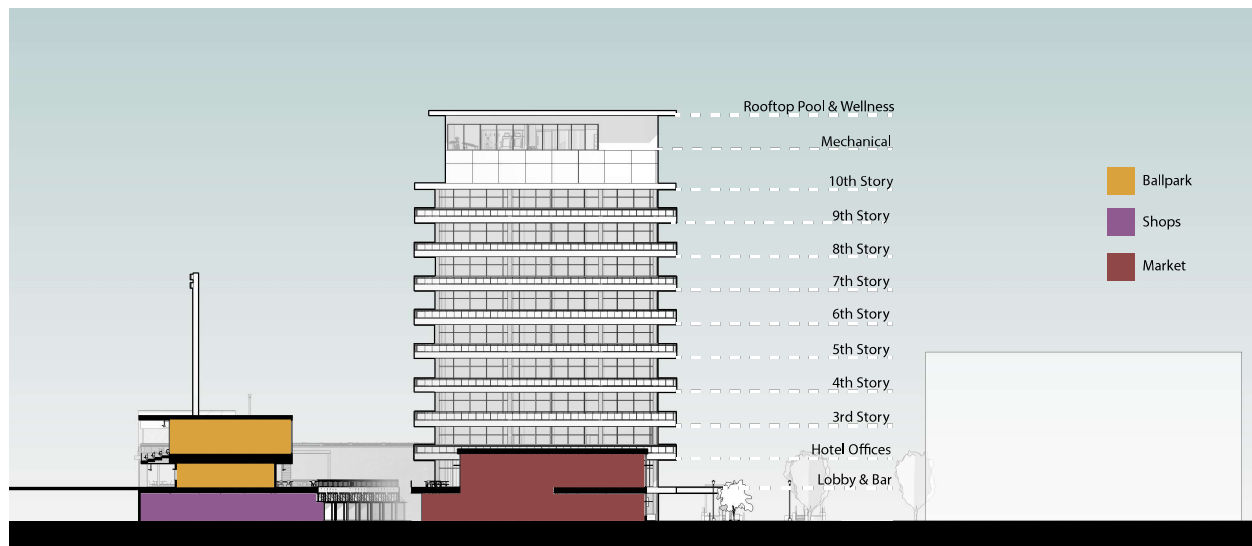 Rooftop Pool & Wellness
Mechanical
10th Story
9th Story
8th Story
7th Story
6th Story
5th Story
4th Story
3rd Story
Hotel Offices
Lobby & Bar
Ballpark
Shops
Market